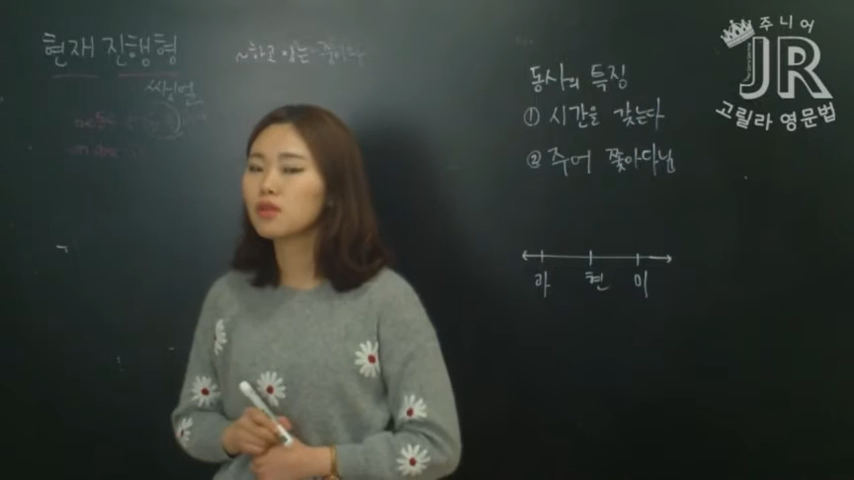 현재 진행형
~하고 있는 중이다
동사의 특징
① 시간을 갖는다
② 주어 쫓아다님
과 현 미
주니어
JR
고릴라 영문법